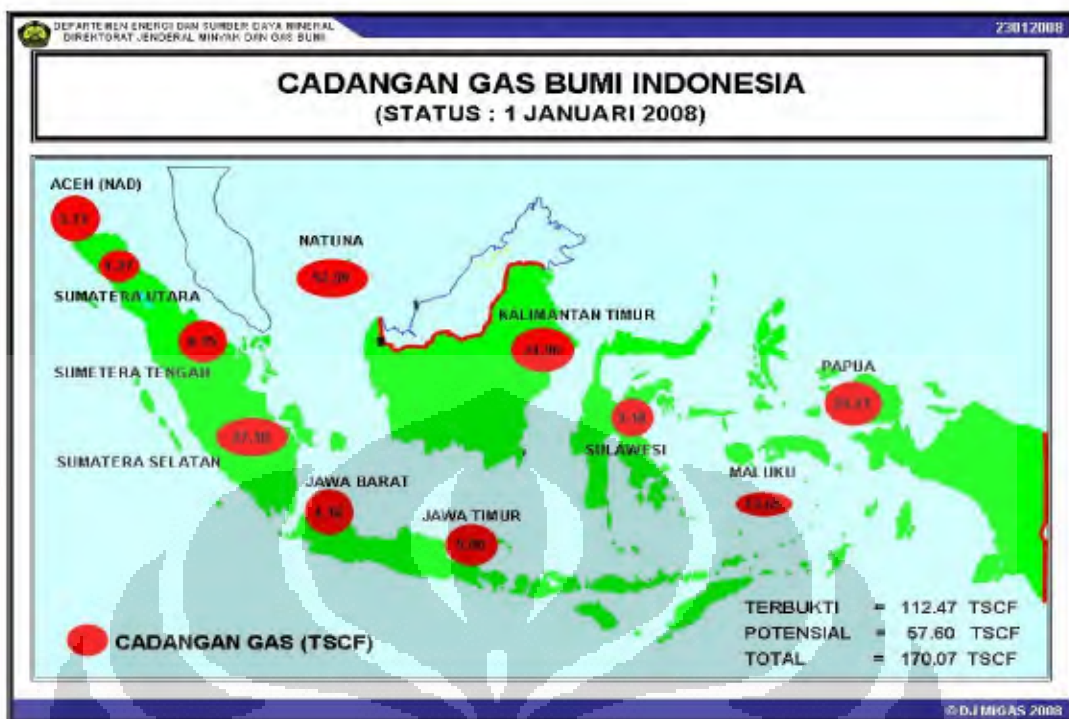 DEPARTEMEN ENERGI DAN SUMBER DAYA MINERAL
DIREKTORAT JENDERAL MINYAK DAN GAS BUMI
23012008
CADANGAN GAS BUMI INDONESIA
(STATUS : 1 JANUARI 2008)
ACEH (NAD)
NATUNA
SUMATERA UTARA
KALIMANTAN TIMUR
SUMETERA TENGAH
PAPUA
SULAWESI
SUMATERA SELATAN
MALUKU
JAWA BARAT
JAWA TIMUR
TERBUKTI = 112.47 TSCF
POTENSIAL = 57.60 TSCF
TOTAL = 170.07 TSCF
CADANGAN GAS (TSCF)
© DJ MIGAS 2008